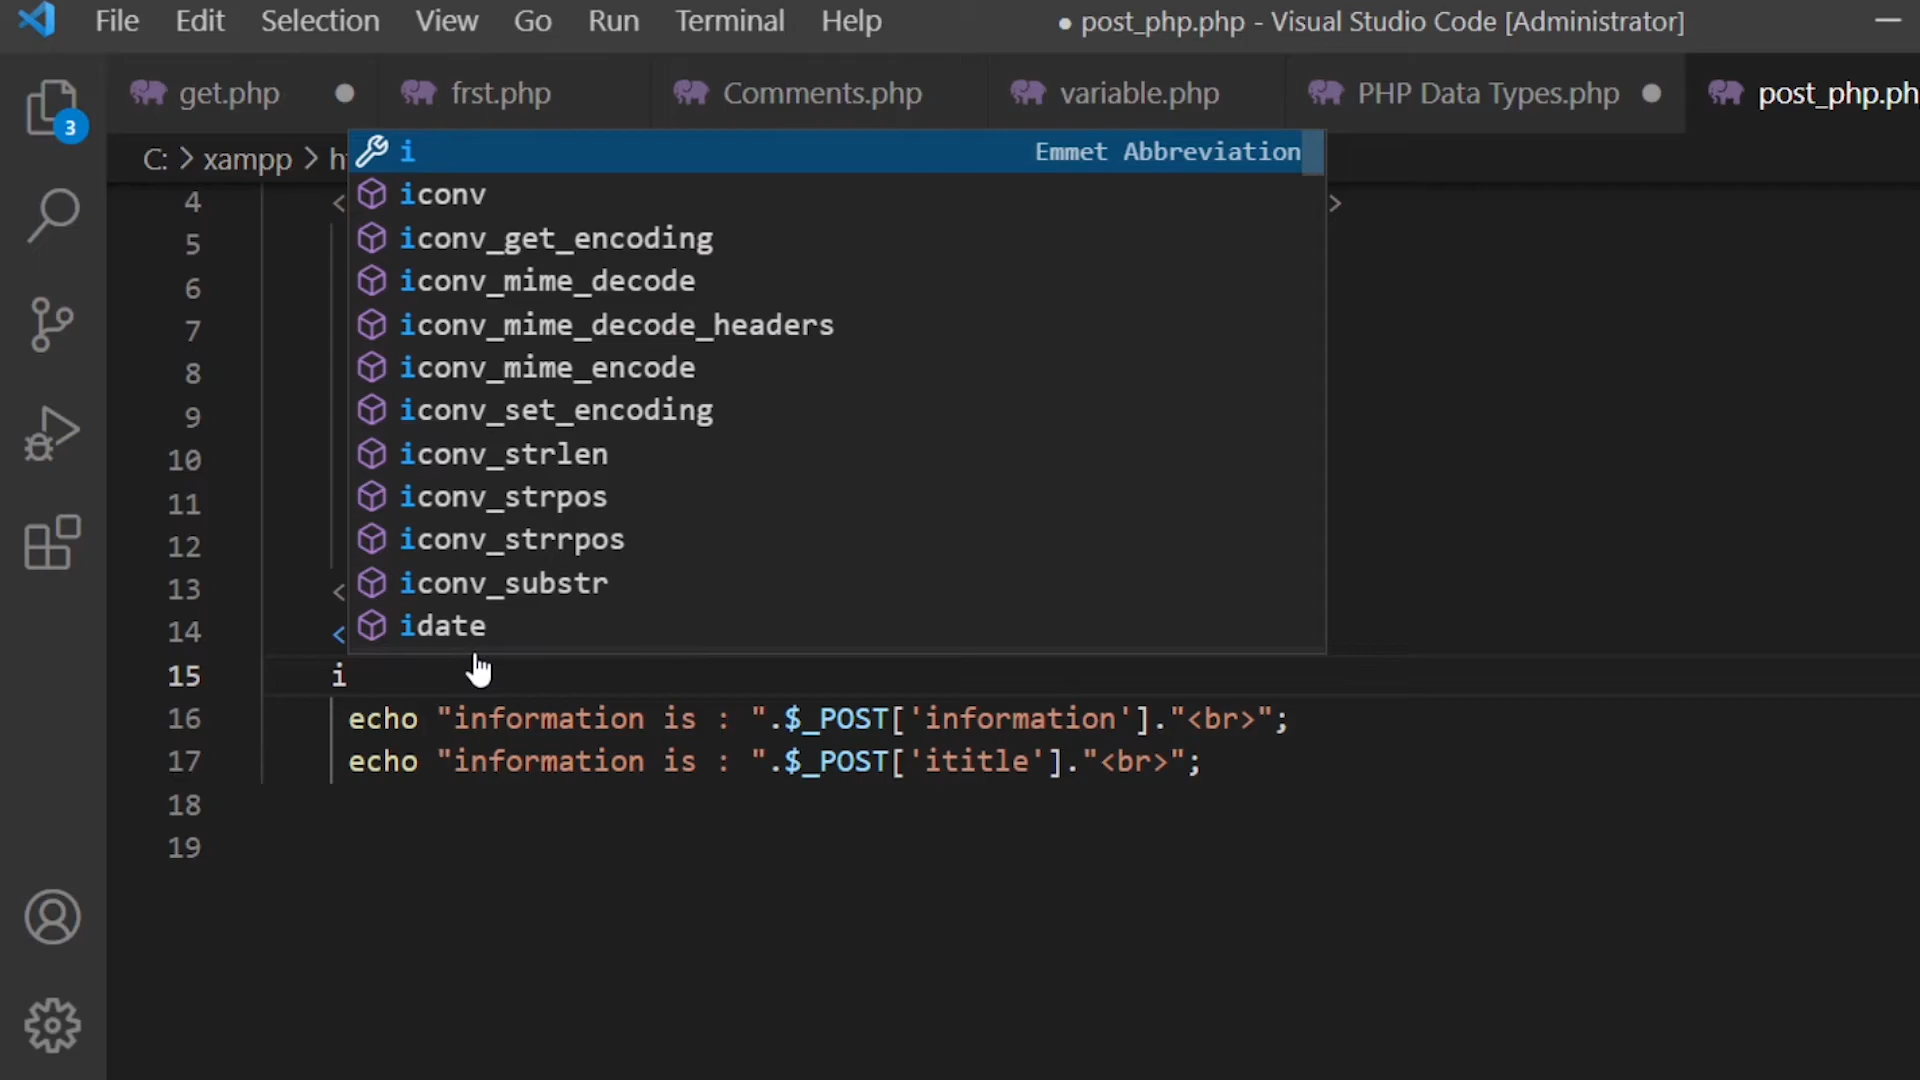 File Edit Selection View Go Run Terminal Help ● post_php.php - Visual Studio Code [Administrator]
get.php ● frst.php Comments.php variable.php PHP Data Types.php ● post_php.ph
3
C: > xampp > h
i Emmet Abbreviation
iconv
iconv_get_encoding
iconv_mime_decode
iconv_mime_decode_headers
iconv_mime_encode
iconv_set_encoding
iconv_strlen
iconv_strpos
iconv_strrpos
iconv_substr
idate
4 < >
5
6
7
8
9
10
11
12
13 <
14 <
15 i
16 echo "information is : ".$_POST['information']."<br>";
17 echo "information is : ".$_POST['ititle']."<br>";
18
19